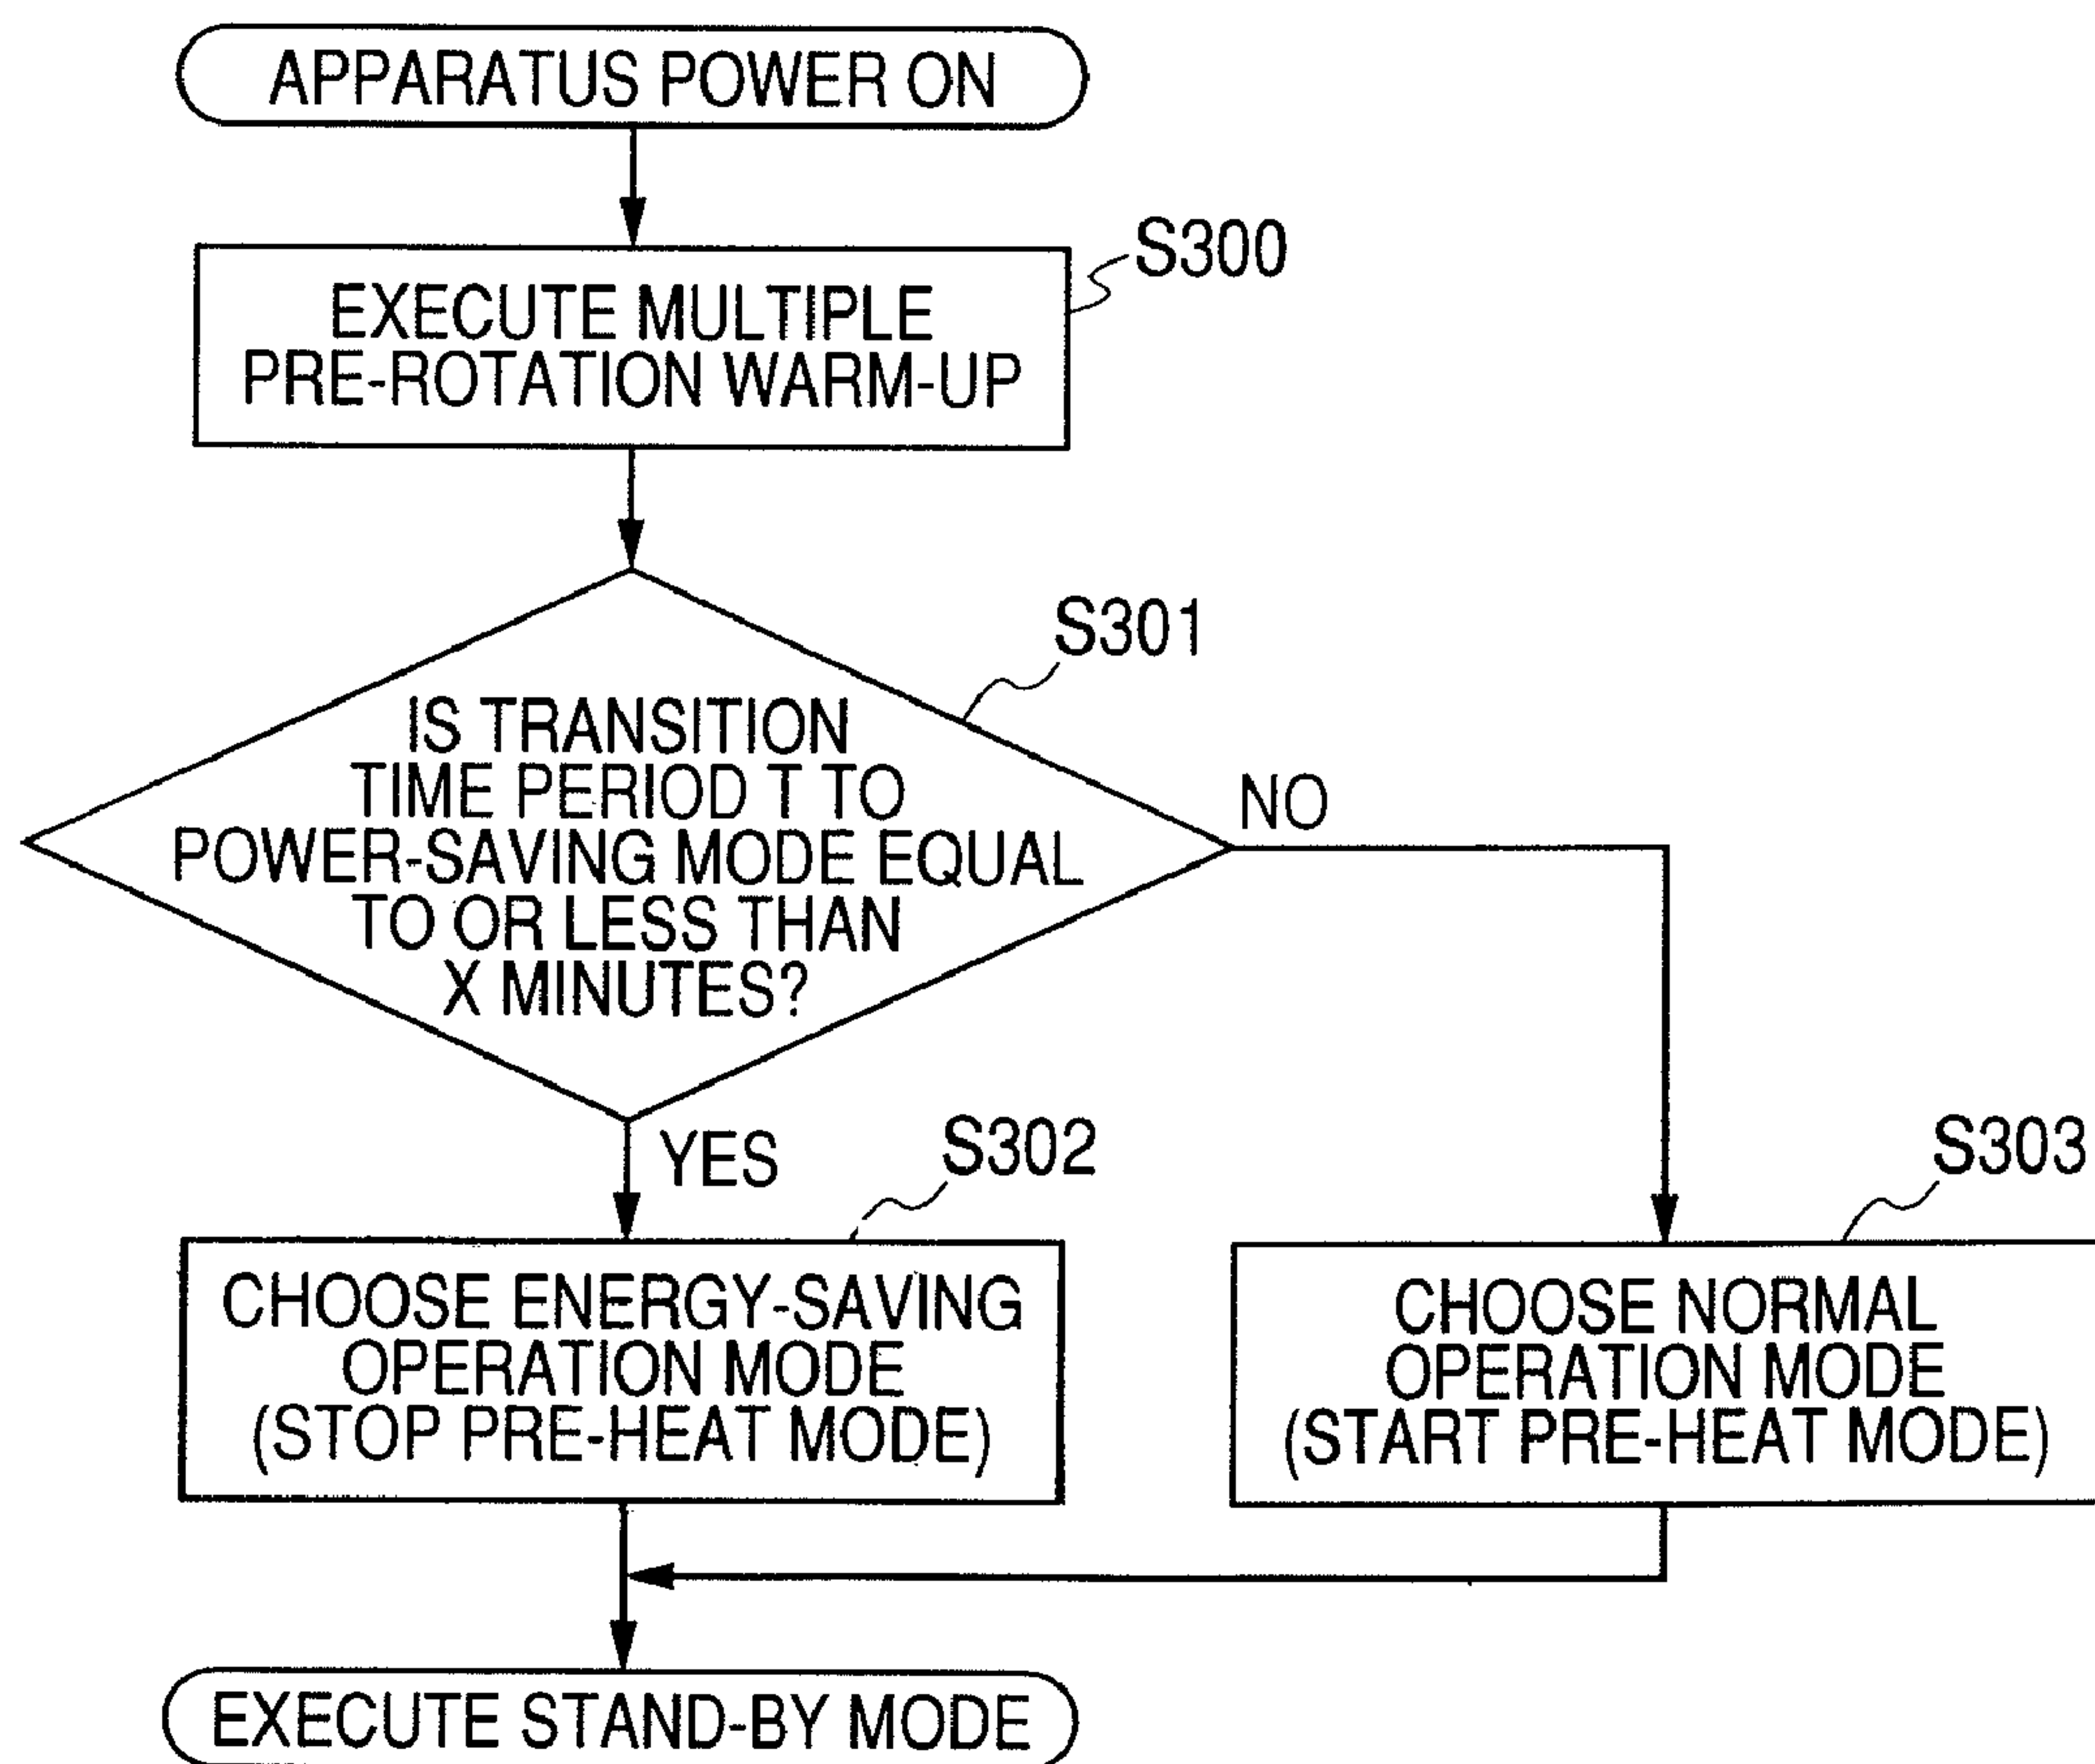 APPARATUS POWER ON
S300
EXECUTE MULTIPLE
PRE-ROTATION WARM-UP
S301
IS TRANSITION
TIME PERIOD T TO
POWER-SAVING MODE EQUAL
TO OR LESS THAN
X MINUTES?
NO
YES
S302
CHOOSE ENERGY-SAVING
OPERATION MODE
(STOP PRE-HEAT MODE)
S303
CHOOSE NORMAL
OPERATION MODE
(START PRE-HEAT MODE)
EXECUTE STAND-BY MODE